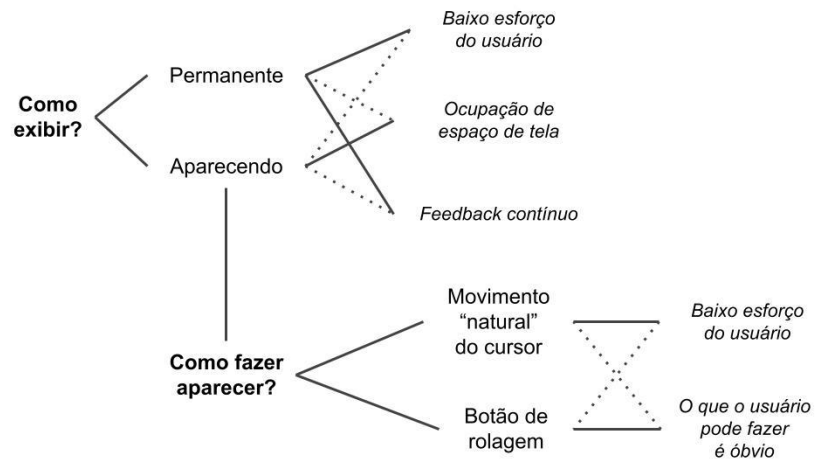 Como
exibir?
Permanente
Aparecendo
Baixo esforço
do usuário
Ocupação de
espaço de tela
Feedback contínuo
Como fazer
aparecer?
Movimento
“natural”
do cursor
Botão de
rolagem
Baixo esforço
do usuário
O que o usuário
pode fazer
é óbvio